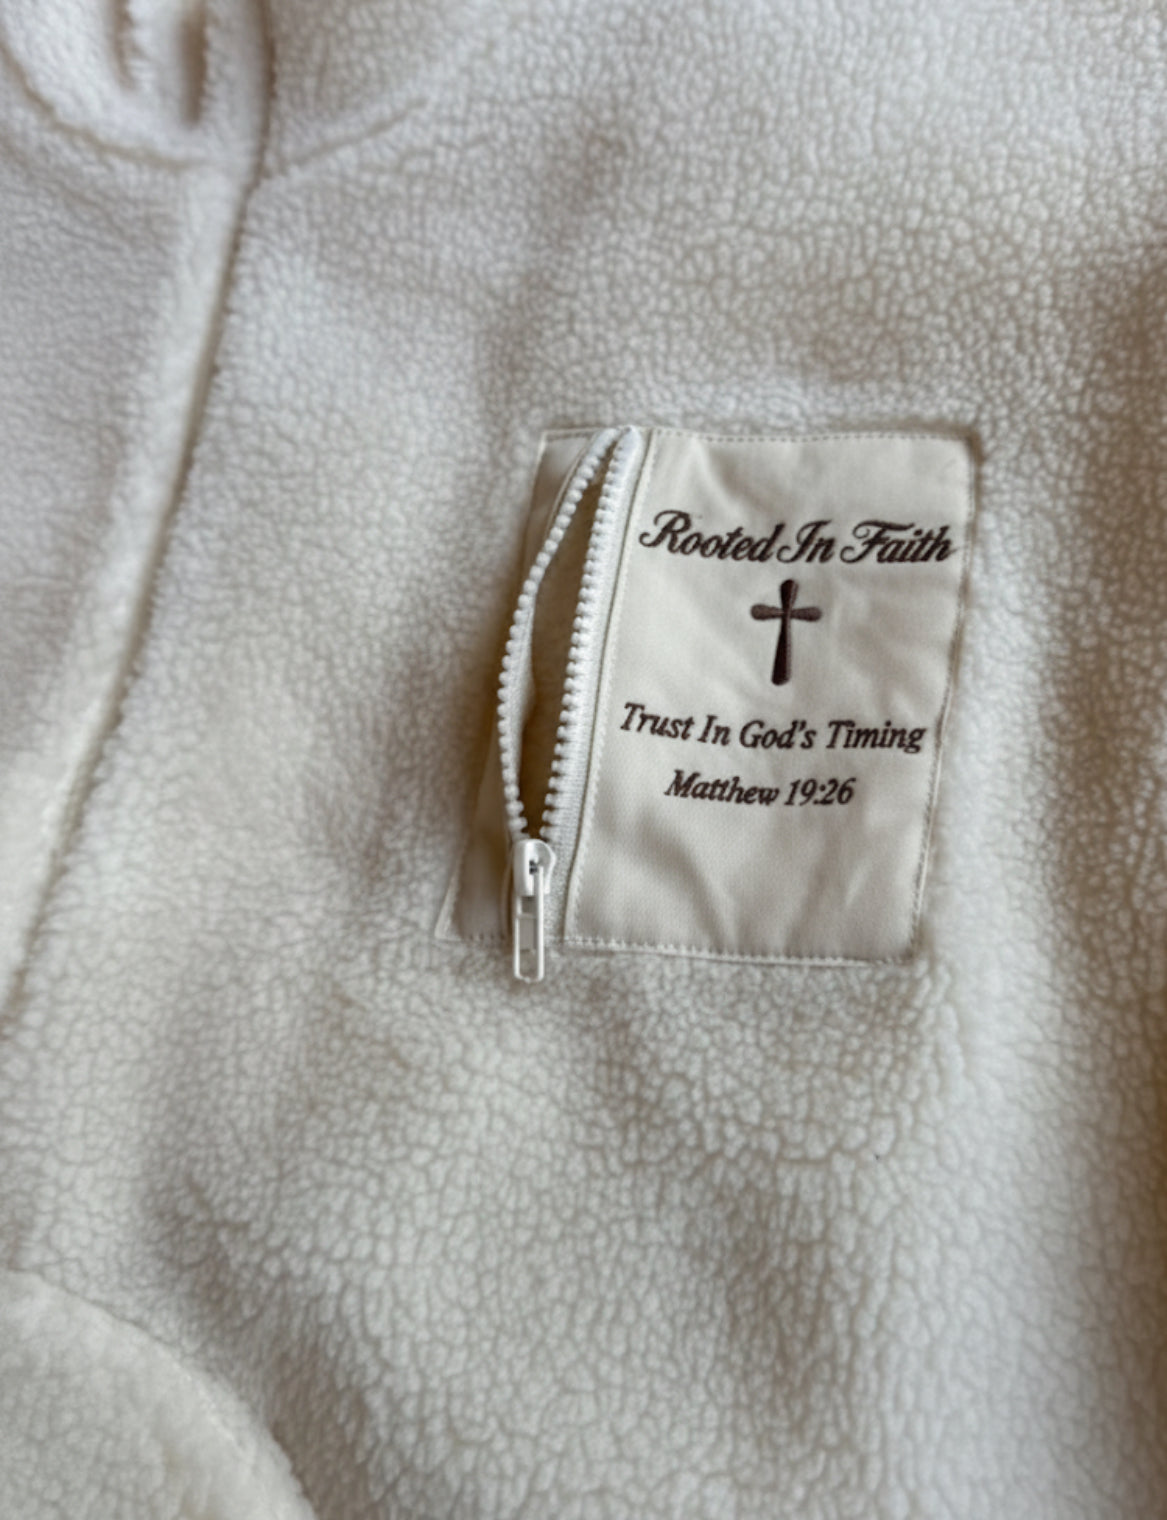 Rooted In Faith
Trust In God's Timing
Matthew 19:26